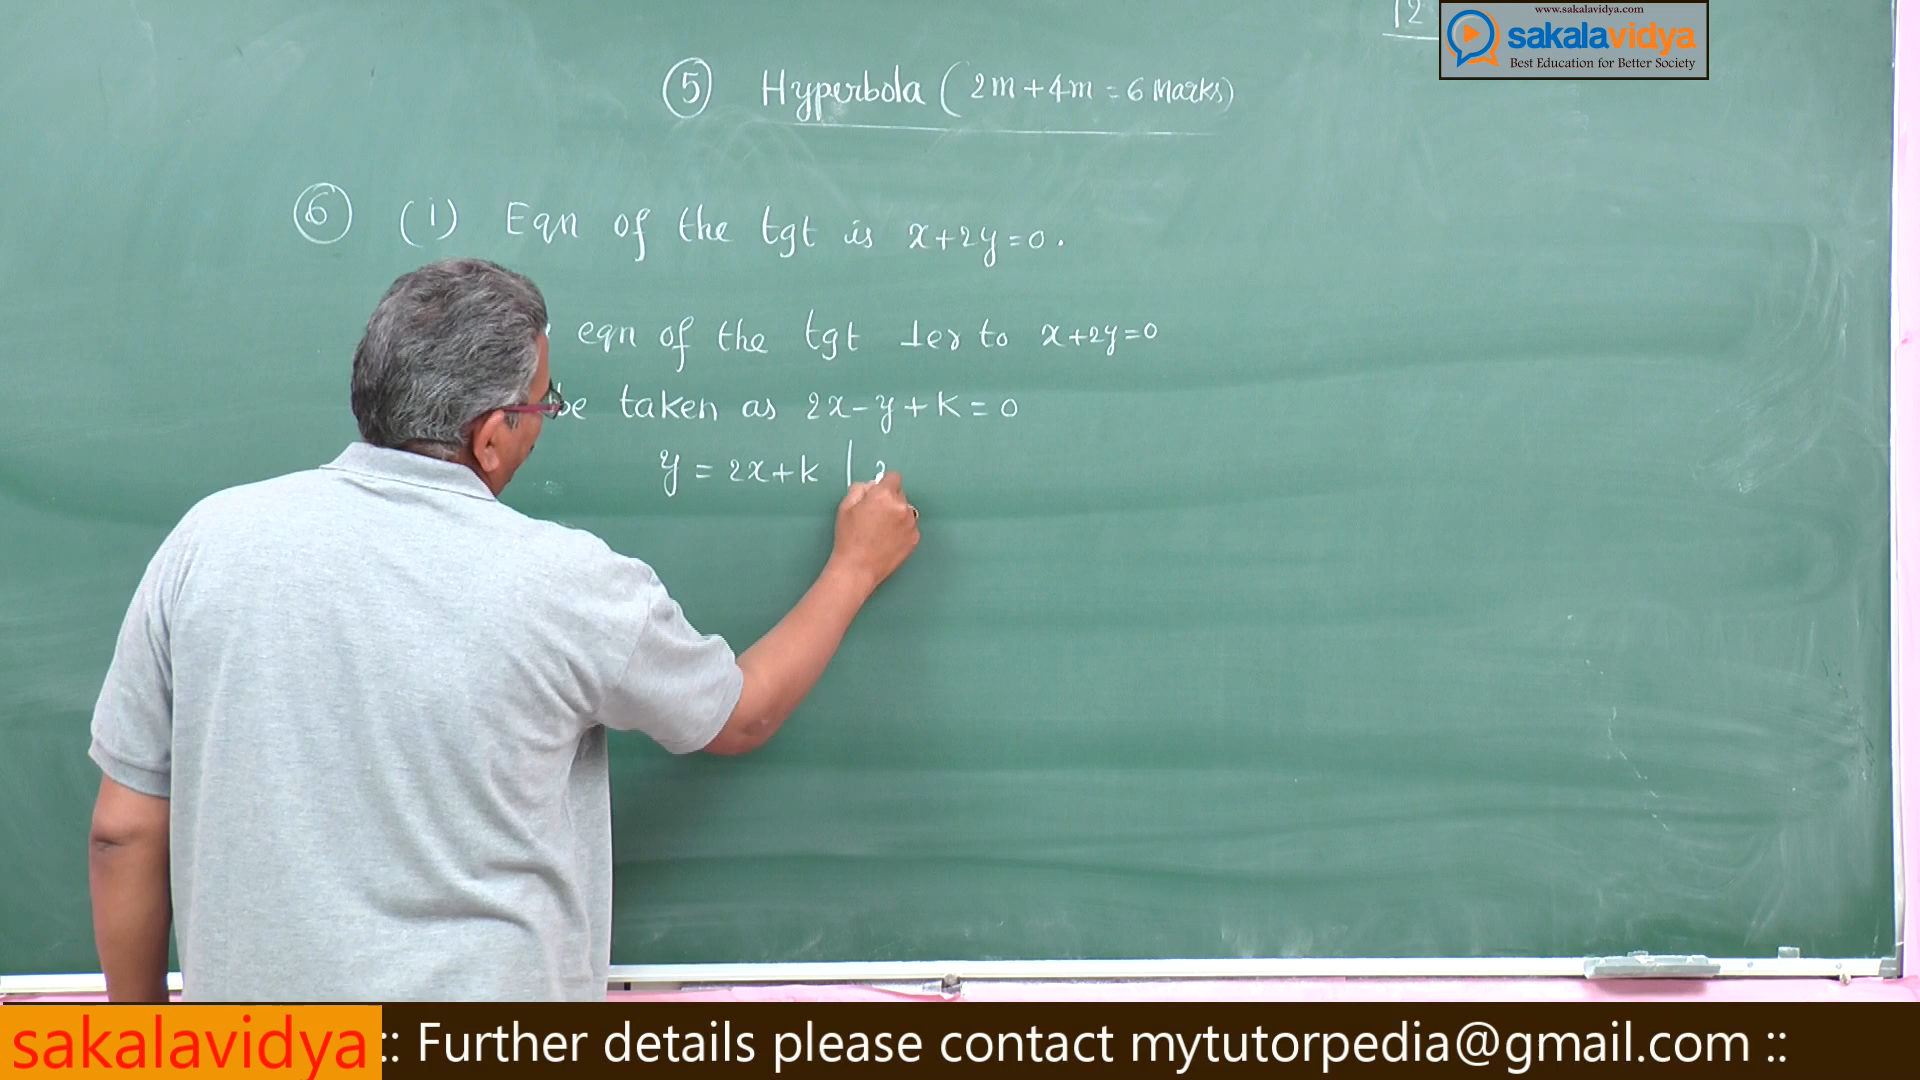 12
www.sakalavidya.com
sakalavidya
Best Education for Better Society
⑤ Hyperbola (2m+4m=6 Marks)
⑥ (1) Eqn of the tgt is x+2y=0.
eqn of the tgt ⊥er to x+2y=0
be taken as 2x-y+k=0
y = 2x+k |
sakalavidya :: Further details please contact mytutorpedia@gmail.com ::